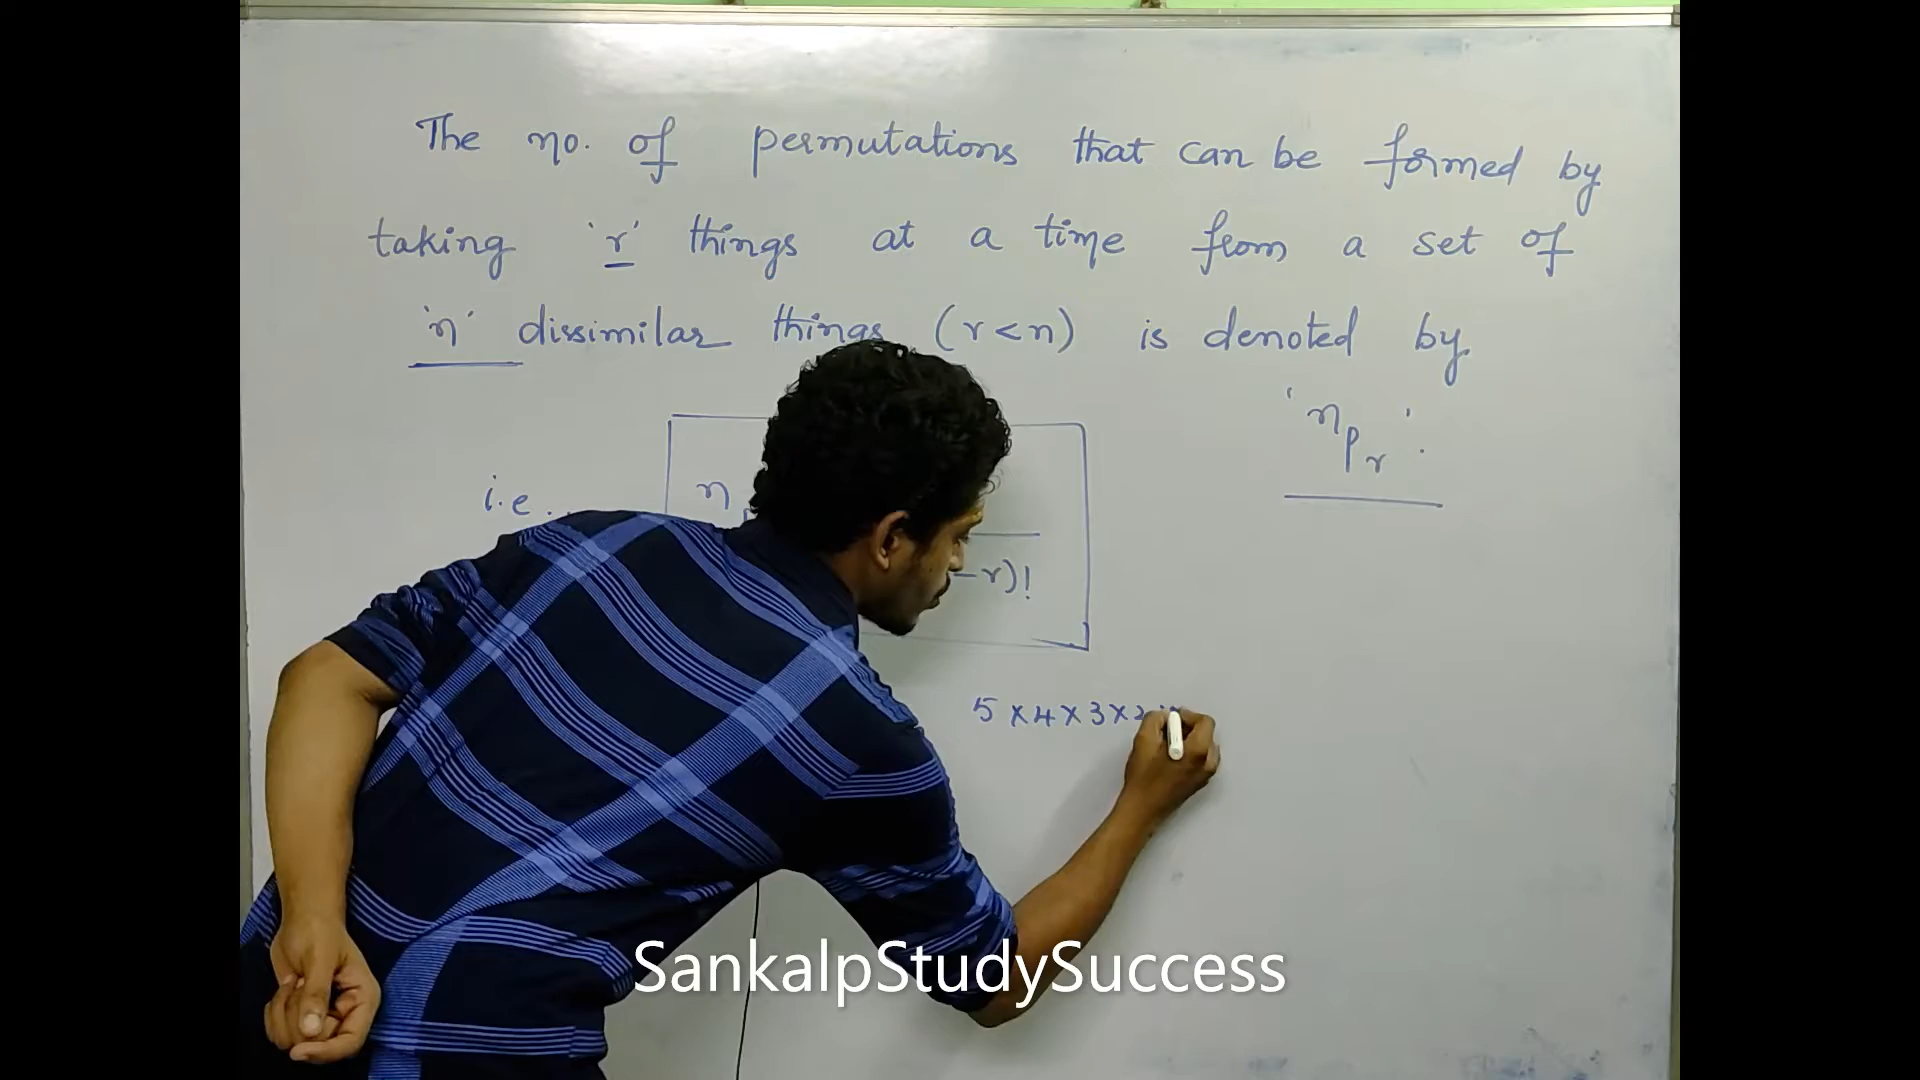 The no. of permutations that can be formed by
taking 'r' things at a time from a set of
'n' dissimilar things (r<n) is denoted by
'nPr'.
i.e..
n
-r)!
5 x 4 x 3 x 2
SankalpStudySuccess